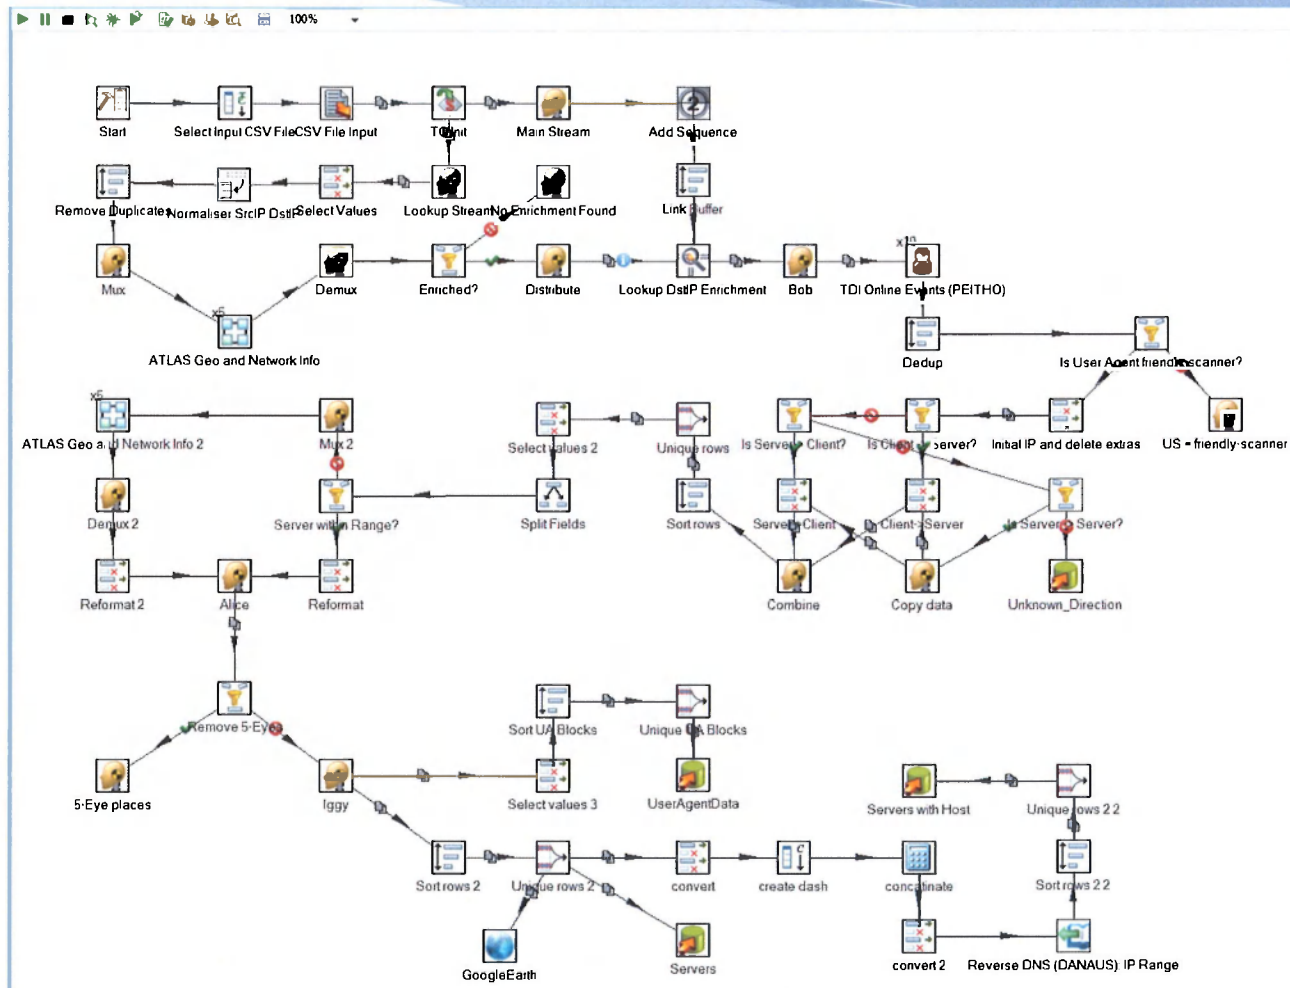 100%
Start
Select Input CSV File
CSV File Input
Main Stream
Add Sequence
Remove Duplicates
Normaliser SrcIP DstIP
Select Values
Lookup Stream
No Enrichment Found
Link Buffer
Mux
Demux
Enriched?
Distribute
Lookup DstIP Enrichment
Bob
x10
TDI Online Events (PEITHO)
x5
ATLAS Geo and Network Info
Dedup
Is User Agent friendly scanner?
x5
ATLAS Geo and Network Info 2
Mux 2
Select values 2
Unique rows
Is Server Client?
Is Client Server?
Initial IP and delete extras
US = friendly-scanner
Demux 2
Server within Range?
Split Fields
Sort rows
Server Client
Client->Server
Is Server Server?
Reformat 2
Alice
Reformat
Combine
Copy data
Unknown_Direction
Remove 5-Eyes
Sort UA Blocks
Unique UA Blocks
5-Eye places
Iggy
Select values 3
UserAgentData
Servers with Host
Unique rows 2 2
Sort rows 2
Unique rows 2
convert
create dash
concatinate
Sort rows 2 2
GoogleEarth
Servers
convert 2
Reverse DNS (DANAUS): IP Range